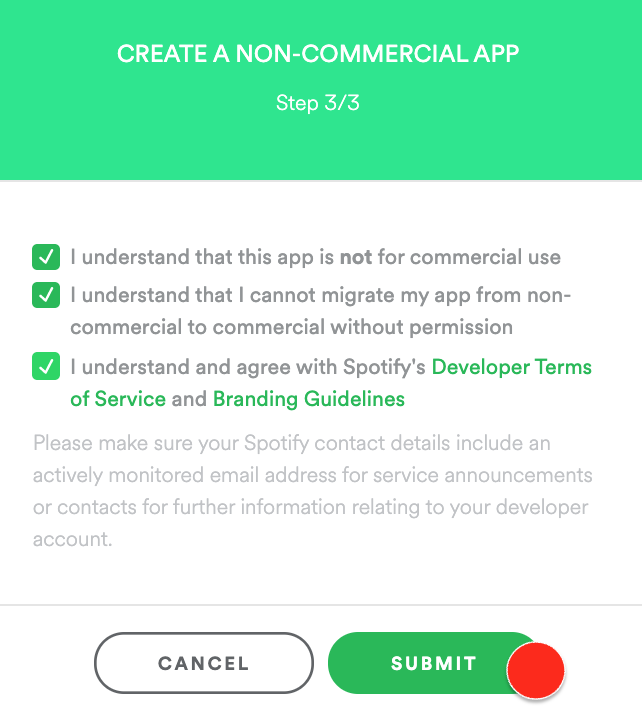 CREATE A NON-COMMERCIAL APP
Step 3/3
I understand that this app is not for commercial use
I understand that I cannot migrate my app from non-
commercial to commercial without permission
I understand and agree with Spotify's Developer Terms
of Service and Branding Guidelines
Please make sure your Spotify contact details include an
actively monitored email address for service announcements
or contacts for further information relating to your developer
account.
CANCEL
SUBMIT